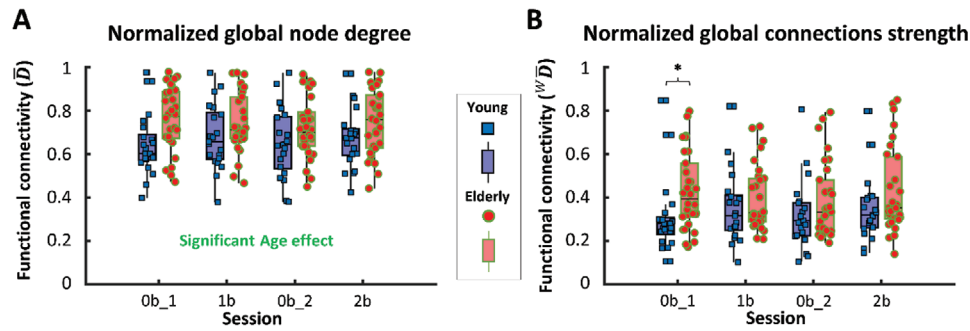 A
Normalized global node degree
Functional connectivity (D̅)
1
0.8
0.6
0.4
0.2
0
Significant Age effect
0b_1
1b
0b_2
2b
Session
Young
Elderly
B
Normalized global connections strength
Functional connectivity (ᵂD̅)
1
0.8
0.6
0.4
0.2
0
*
0b_1
1b
0b_2
2b
Session